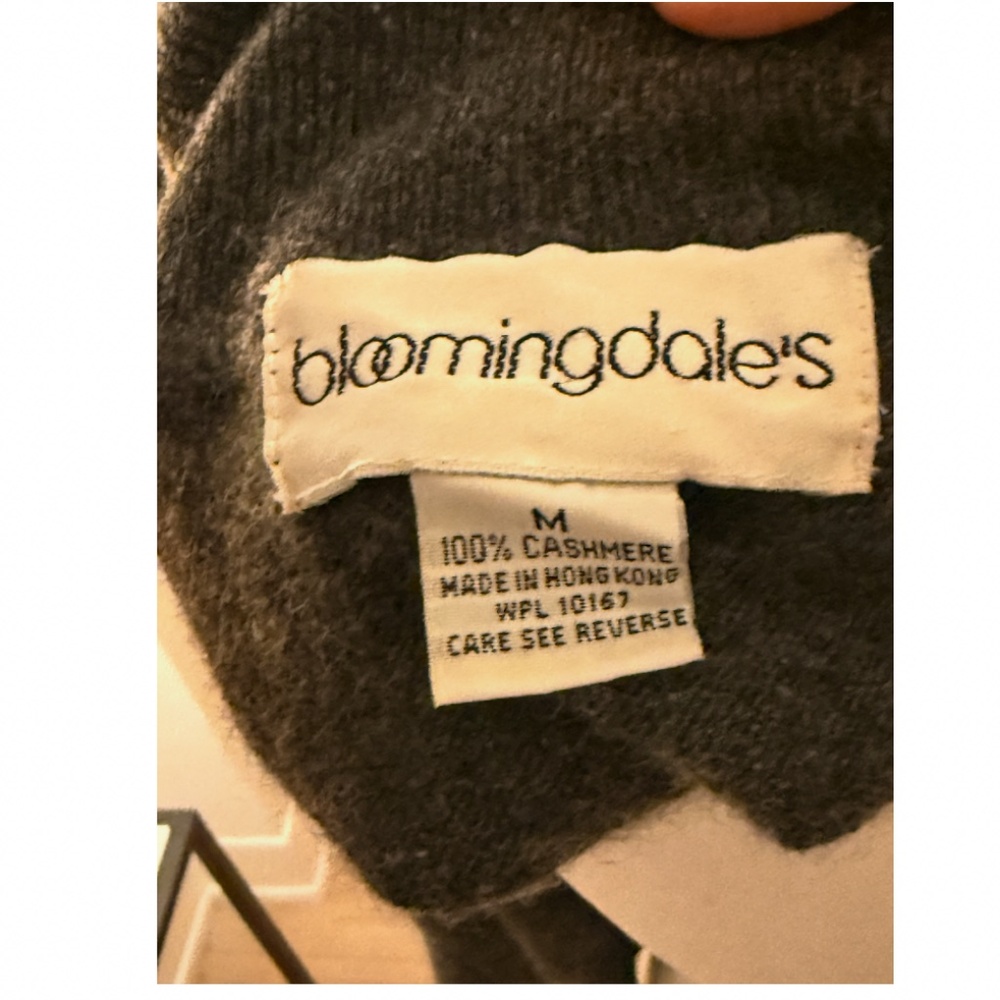 bloomingdale's
M
100% CASHMERE
MADE IN HONG KONG
WPL 10167
CARE SEE REVERSE